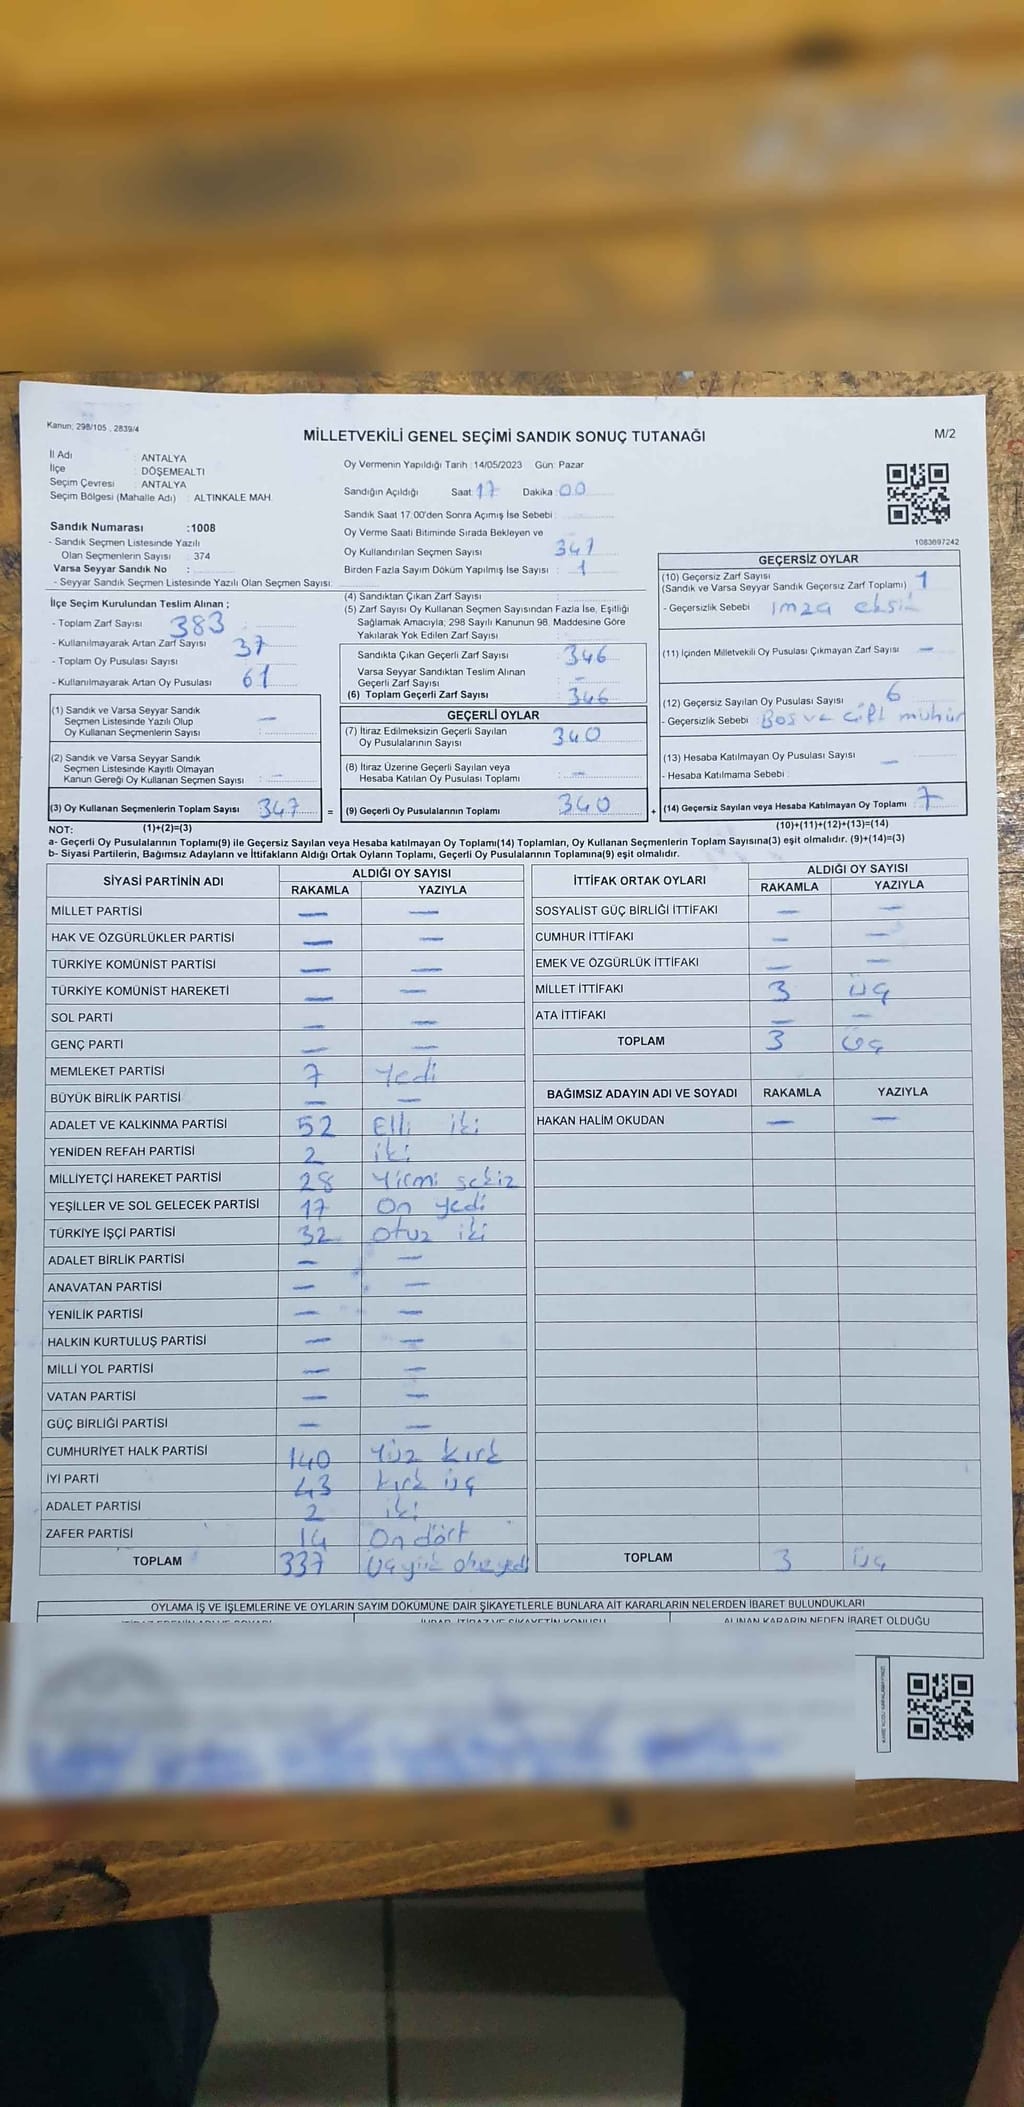 Kanun; 298/105 , 2839/4
MİLLETVEKİLİ GENEL SEÇİMİ SANDIK SONUÇ TUTANAĞI
M/2
İl Adı : ANTALYA
İlçe : DÖŞEMEALTI
Seçim Çevresi : ANTALYA
Seçim Bölgesi (Mahalle Adı) : ALTINKALE MAH.
Sandık Numarası :1008
- Sandık Seçmen Listesinde Yazılı
Olan Seçmenlerin Sayısı : 374
Varsa Seyyar Sandık No :
- Seyyar Sandık Seçmen Listesinde Yazılı Olan Seçmen Sayısı:
Oy Vermenin Yapıldığı Tarih :14/05/2023 Gün: Pazar
Sandığın Açıldığı Saat: 17 Dakika: 00
Sandık Saat 17.00'den Sonra Açımış İse Sebebi :
Oy Verme Saati Bitiminde Sırada Bekleyen ve
Oy Kullandırılan Seçmen Sayısı : 347
Birden Fazla Sayım Döküm Yapılmış İse Sayısı : 1
1083697242
İlçe Seçim Kurulundan Teslim Alınan ;
- Toplam Zarf Sayısı : 383
- Kullanılmayarak Artan Zarf Sayısı : 37
- Toplam Oy Pusulası Sayısı
- Kullanılmayarak Artan Oy Pusulası : 61
(1) Sandık ve Varsa Seyyar Sandık
Seçmen Listesinde Yazılı Olup
Oy Kullanan Seçmenlerin Sayısı : —
(2) Sandık ve Varsa Seyyar Sandık
Seçmen Listesinde Kayıtlı Olmayan
Kanun Gereği Oy Kullanan Seçmen Sayısı : —
(3) Oy Kullanan Seçmenlerin Toplam Sayısı : 347
(4) Sandıktan Çıkan Zarf Sayısı :
(5) Zarf Sayısı Oy Kullanan Seçmen Sayısından Fazla İse, Eşitliği
Sağlamak Amacıyla; 298 Sayılı Kanunun 98. Maddesine Göre
Yakılarak Yok Edilen Zarf Sayısı :
Sandıkta Çıkan Geçerli Zarf Sayısı : 346
Varsa Seyyar Sandıktan Teslim Alınan
Geçerli Zarf Sayısı : —
(6) Toplam Geçerli Zarf Sayısı : 346
GEÇERLİ OYLAR
(7) İtiraz Edilmeksizin Geçerli Sayılan
Oy Pusulalarının Sayısı : 340
(8) İtiraz Üzerine Geçerli Sayılan veya
Hesaba Katılan Oy Pusulası Toplamı : —
= (9) Geçerli Oy Pusulalarının Toplamı : 340 +
GEÇERSİZ OYLAR
(10) Geçersiz Zarf Sayısı
(Sandık ve Varsa Seyyar Sandık Geçersiz Zarf Toplamı) : 1
- Geçersizlik Sebebi : imza eksik
(11) İçinden Milletvekili Oy Pusulası Çıkmayan Zarf Sayısı : —
(12) Geçersiz Sayılan Oy Pusulası Sayısı : 6
- Geçersizlik Sebebi : Boş ve çift mühür
(13) Hesaba Katılmayan Oy Pusulası Sayısı : —
- Hesaba Katılmama Sebebi :
(14) Geçersiz Sayılan veya Hesaba Katılmayan Oy Toplamı : 7
NOT: (1)+(2)=(3) (10)+(11)+(12)+(13)=(14)
a- Geçerli Oy Pusulalarının Toplamı(9) ile Geçersiz Sayılan veya Hesaba katılmayan Oy Toplamı(14) Toplamları, Oy Kullanan Seçmenlerin Toplam Sayısına(3) eşit olmalıdır. (9)+(14)=(3)
b- Siyasi Partilerin, Bağımsız Adayların ve İttifakların Aldığı Ortak Oyların Toplamı, Geçerli Oy Pusulalarının Toplamına(9) eşit olmalıdır.
SİYASİ PARTİNİN ADI ALDIĞI OY SAYISI
RAKAMLA YAZIYLA
MİLLET PARTİSİ — —
HAK VE ÖZGÜRLÜKLER PARTİSİ — —
TÜRKİYE KOMÜNİST PARTİSİ — —
TÜRKİYE KOMÜNİST HAREKETİ — —
SOL PARTİ — —
GENÇ PARTİ — —
MEMLEKET PARTİSİ 7 yedi
BÜYÜK BİRLİK PARTİSİ — —
ADALET VE KALKINMA PARTİSİ 52 Elli iki
YENİDEN REFAH PARTİSİ 2 iki
MİLLİYETÇİ HAREKET PARTİSİ 28 Yirmi sekiz
YEŞİLLER VE SOL GELECEK PARTİSİ 17 On yedi
TÜRKİYE İŞÇİ PARTİSİ 32 otuz iki
ADALET BİRLİK PARTİSİ — —
ANAVATAN PARTİSİ — —
YENİLİK PARTİSİ — —
HALKIN KURTULUŞ PARTİSİ — —
MİLLİ YOL PARTİSİ — —
VATAN PARTİSİ — —
GÜÇ BİRLİĞİ PARTİSİ — —
CUMHURİYET HALK PARTİSİ 140 Yüz kırk
İYİ PARTİ 43 kırk üç
ADALET PARTİSİ 2 iki
ZAFER PARTİSİ 14 On dört
TOPLAM 337 Üçyüz otuzyedi
İTTİFAK ORTAK OYLARI ALDIĞI OY SAYISI
RAKAMLA YAZIYLA
SOSYALİST GÜÇ BİRLİĞİ İTTİFAKI — —
CUMHUR İTTİFAKI — —
EMEK VE ÖZGÜRLÜK İTTİFAKI — —
MİLLET İTTİFAKI 3 üç
ATA İTTİFAKI — —
TOPLAM 3 Üç
BAĞIMSIZ ADAYIN ADI VE SOYADI RAKAMLA YAZIYLA
HAKAN HALİM OKUDAN — —
TOPLAM 3 üç
OYLAMA İŞ VE İŞLEMLERİNE VE OYLARIN SAYIM DÖKÜMÜNE DAİR ŞİKAYETLERLE BUNLARA AİT KARARLARIN NELERDEN İBARET BULUNDUKLARI
ALINAN KARARIN NEDEN İBARET OLDUĞU